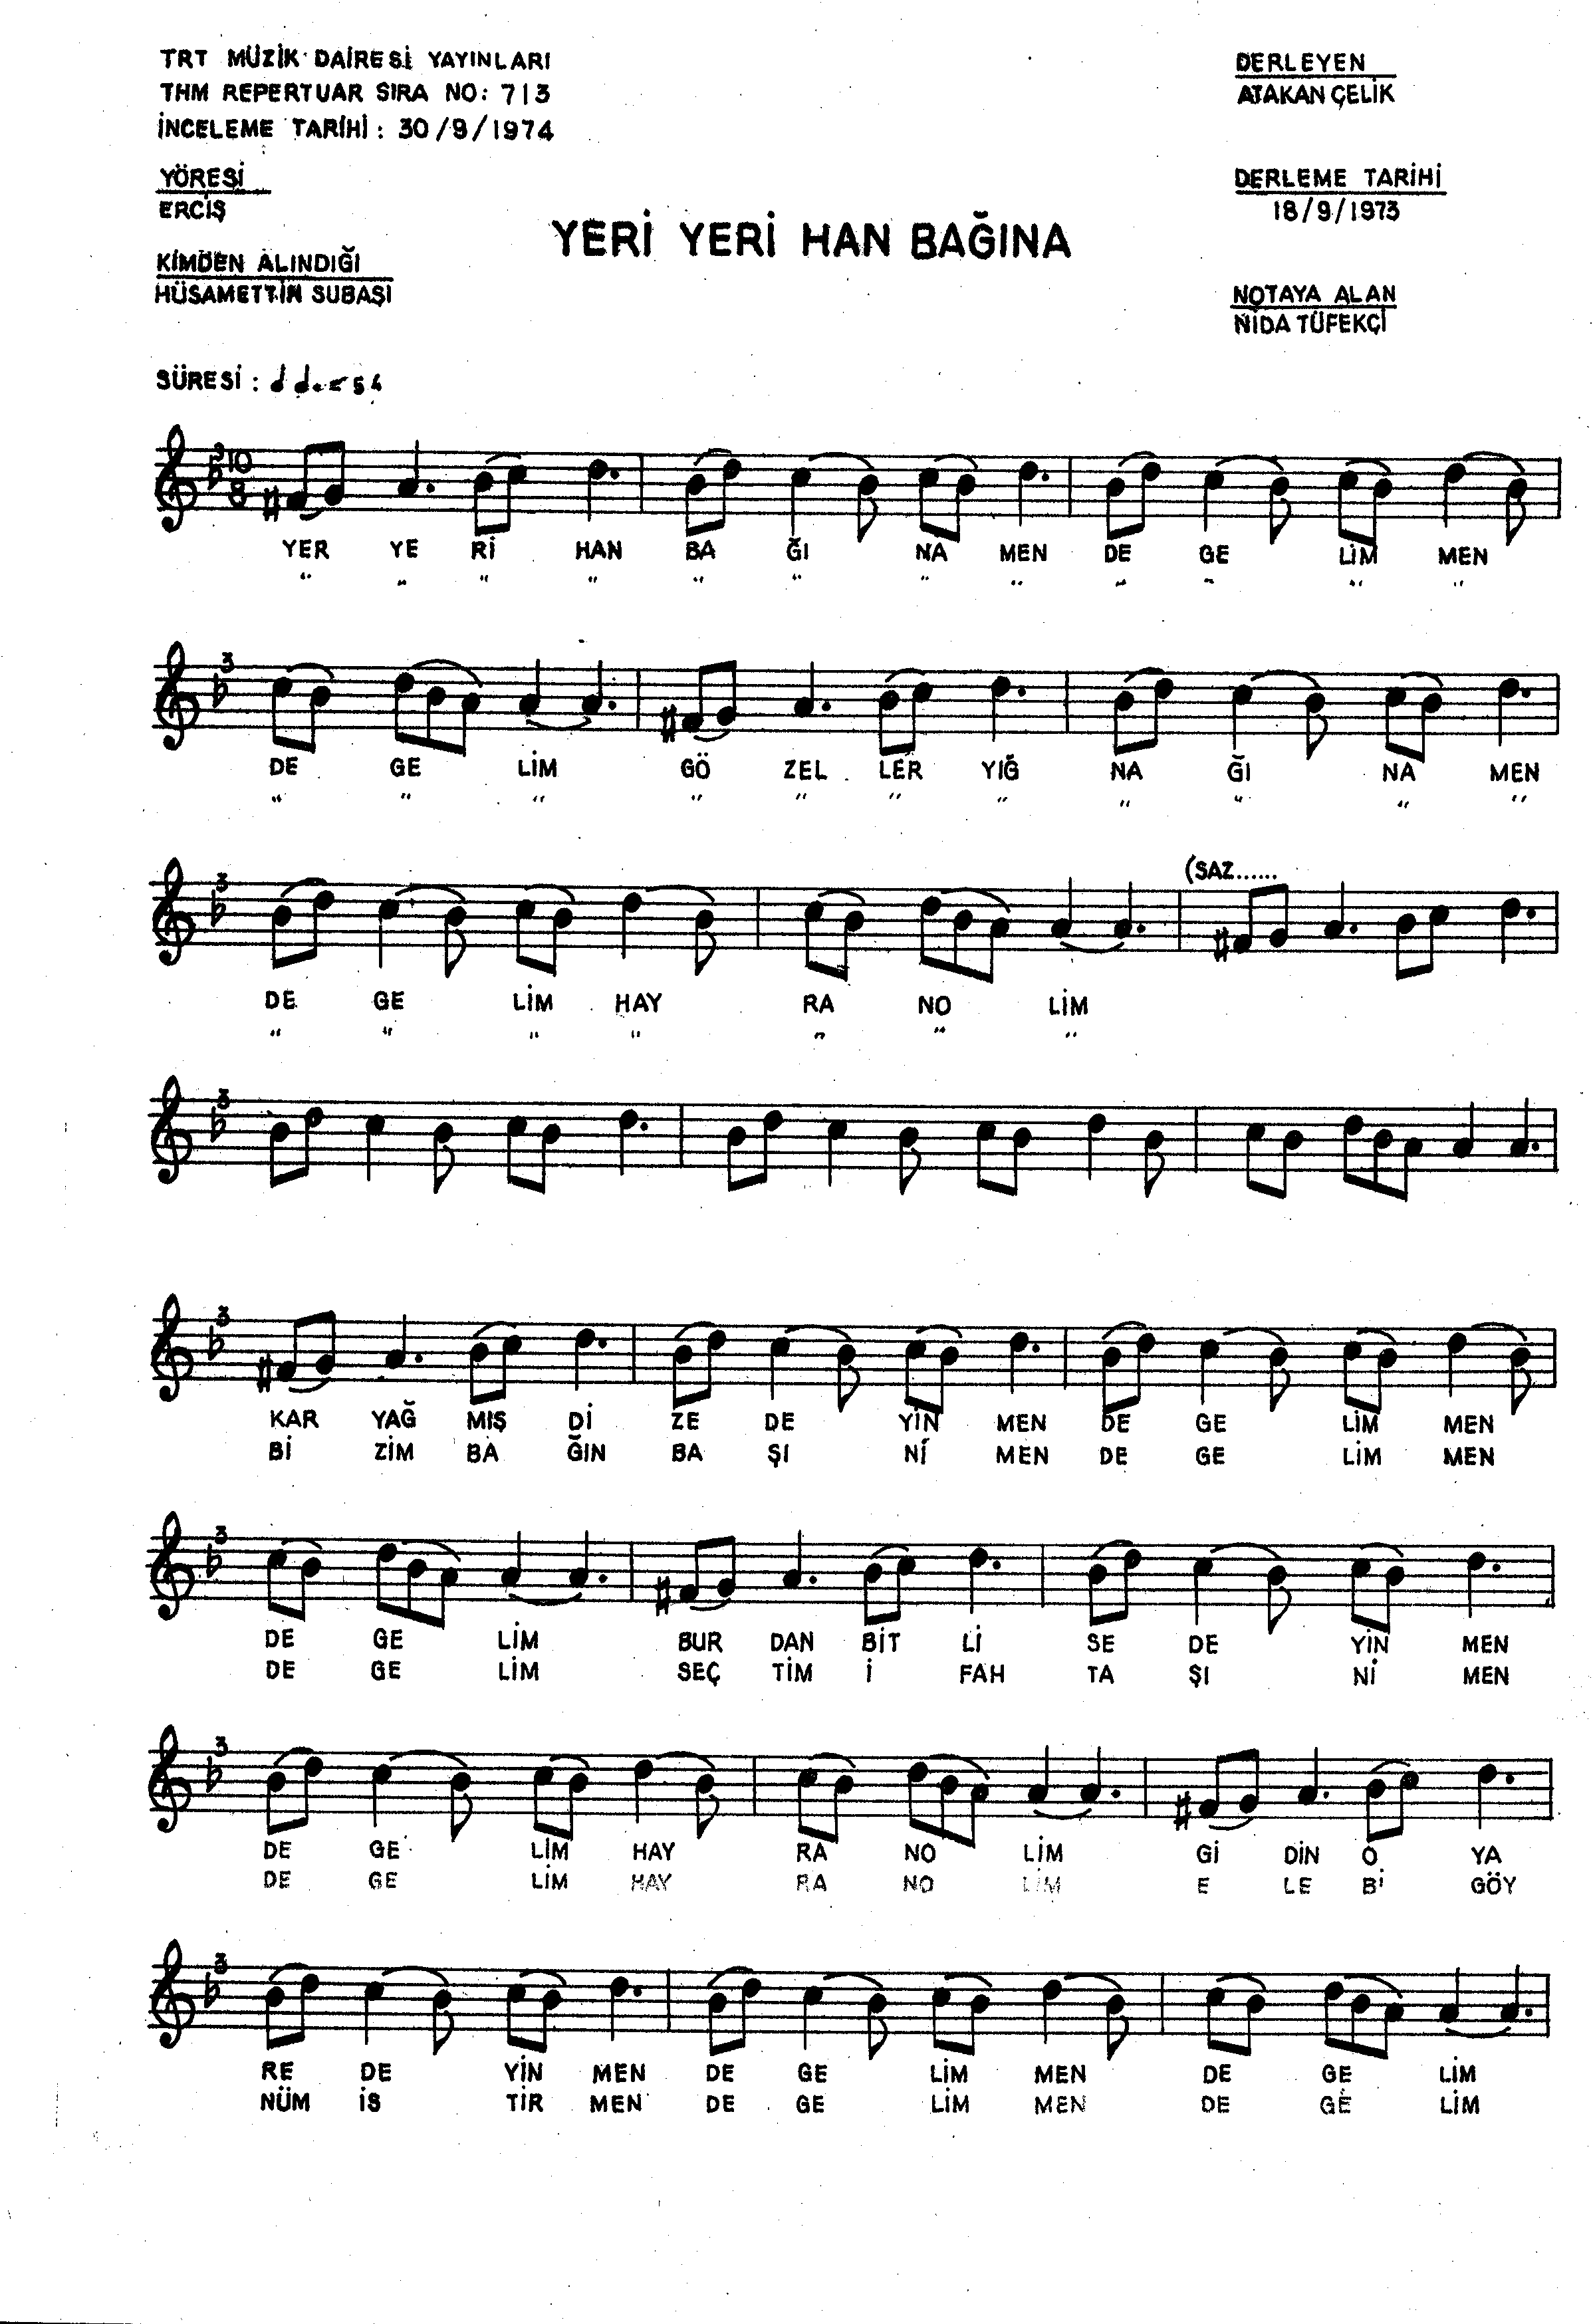 TRT MÜZİK DAİRESİ YAYINLARI
THM REPERTUAR SIRA NO: 713
İNCELEME TARİHİ: 30/9/1974
YÖRESİ
ERCİŞ
KİMDEN ALINDIĞI
HÜSAMETTİN SUBAŞI
SÜRESİ: 54
YERİ YERİ HAN BAĞINA
DERLEYEN
ATAKAN ÇELİK
DERLEME TARİHİ
18/9/1973
NOTAYA ALAN
NİDA TÜFEKÇİ
3 10 8
YER YE Rİ HAN BA ĞI NA MEN DE GE LİM MEN
" " " " " " " " " " " "
3
DE GE LİM GÖ ZEL LER YIĞ NA ĞI NA MEN
" " " " " " " " " " "
(SAZ......
3
DE GE LİM HAY RA NO LİM
" " " " " " "
3
3
KAR YAĞ MIŞ Dİ ZE DE YİN MEN DE GE LİM MEN
Bİ ZİM BA ĞIN BA ŞI Nİ MEN DE GE LİM MEN
3
DE GE LİM BUR DAN BİT Lİ SE DE YİN MEN
DE GE LİM SEÇ TİM İ FAH TA ŞI Nİ MEN
3
DE GE LİM HAY RA NO LİM Gİ DİN O YA
DE GE LİM HAY RA NO LİM E LE Bİ GÖY
3
RE DE YİN MEN DE GE LİM MEN DE GE LİM
NÜM İS TİR MEN DE GE LİM MEN DE GE LİM